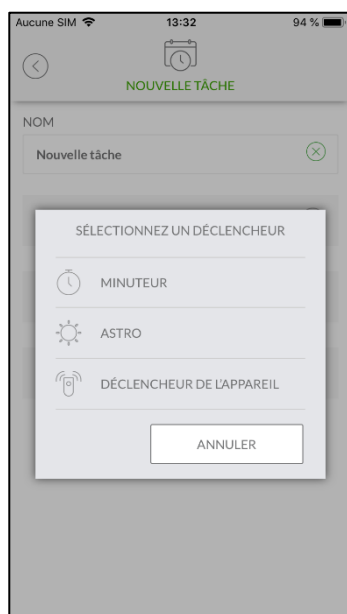 Aucune SIM 13:32 94 %
NOUVELLE TÂCHE
NOM
Nouvelle tâche
SÉLECTIONNEZ UN DÉCLENCHEUR
MINUTEUR
ASTRO
DÉCLENCHEUR DE L'APPAREIL
ANNULER